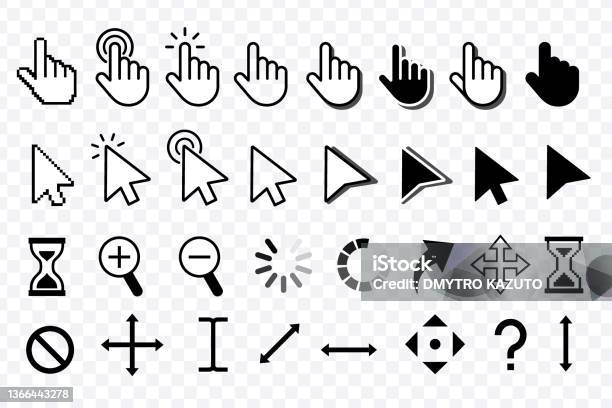 iStock
Credit: DMYTRO KAZUTO
?
1366443278